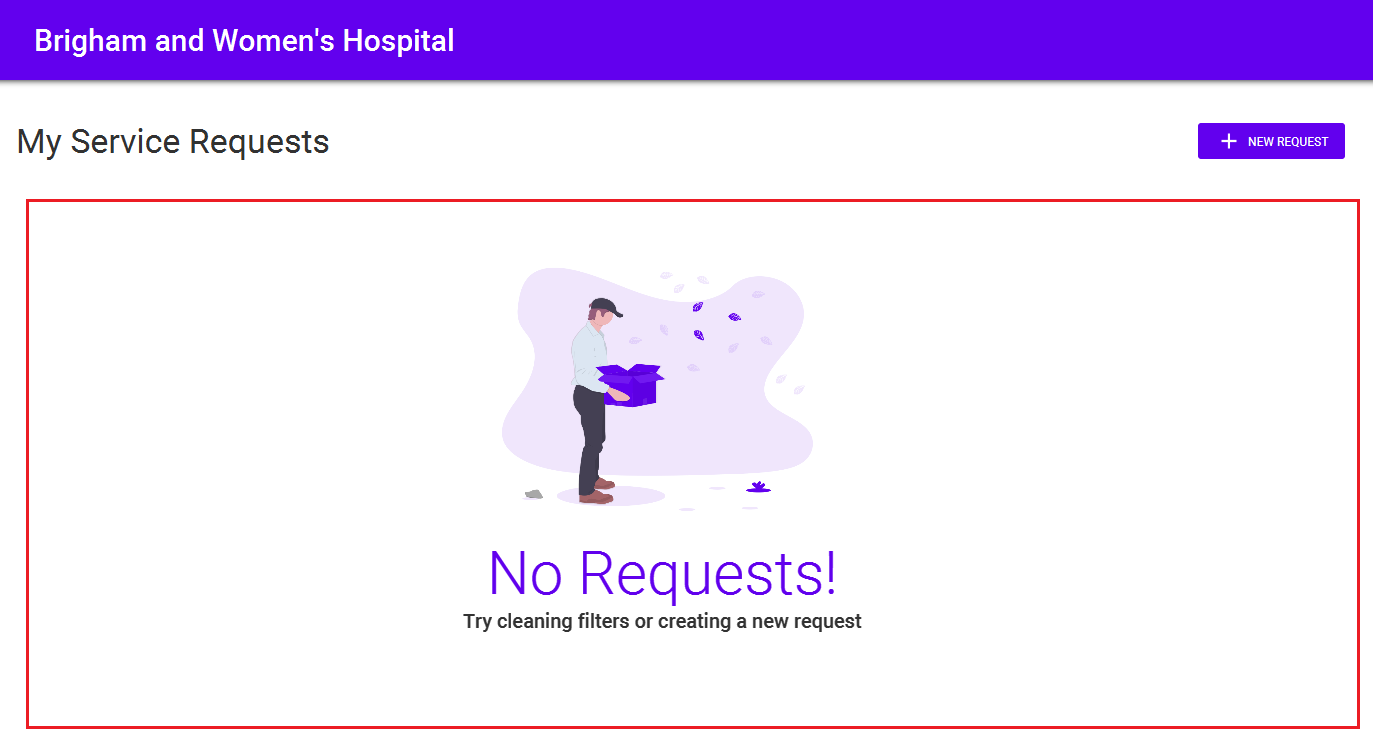 Brigham and Women's Hospital
My Service Requests
NEW REQUEST
No Requests!
Try cleaning filters or creating a new request